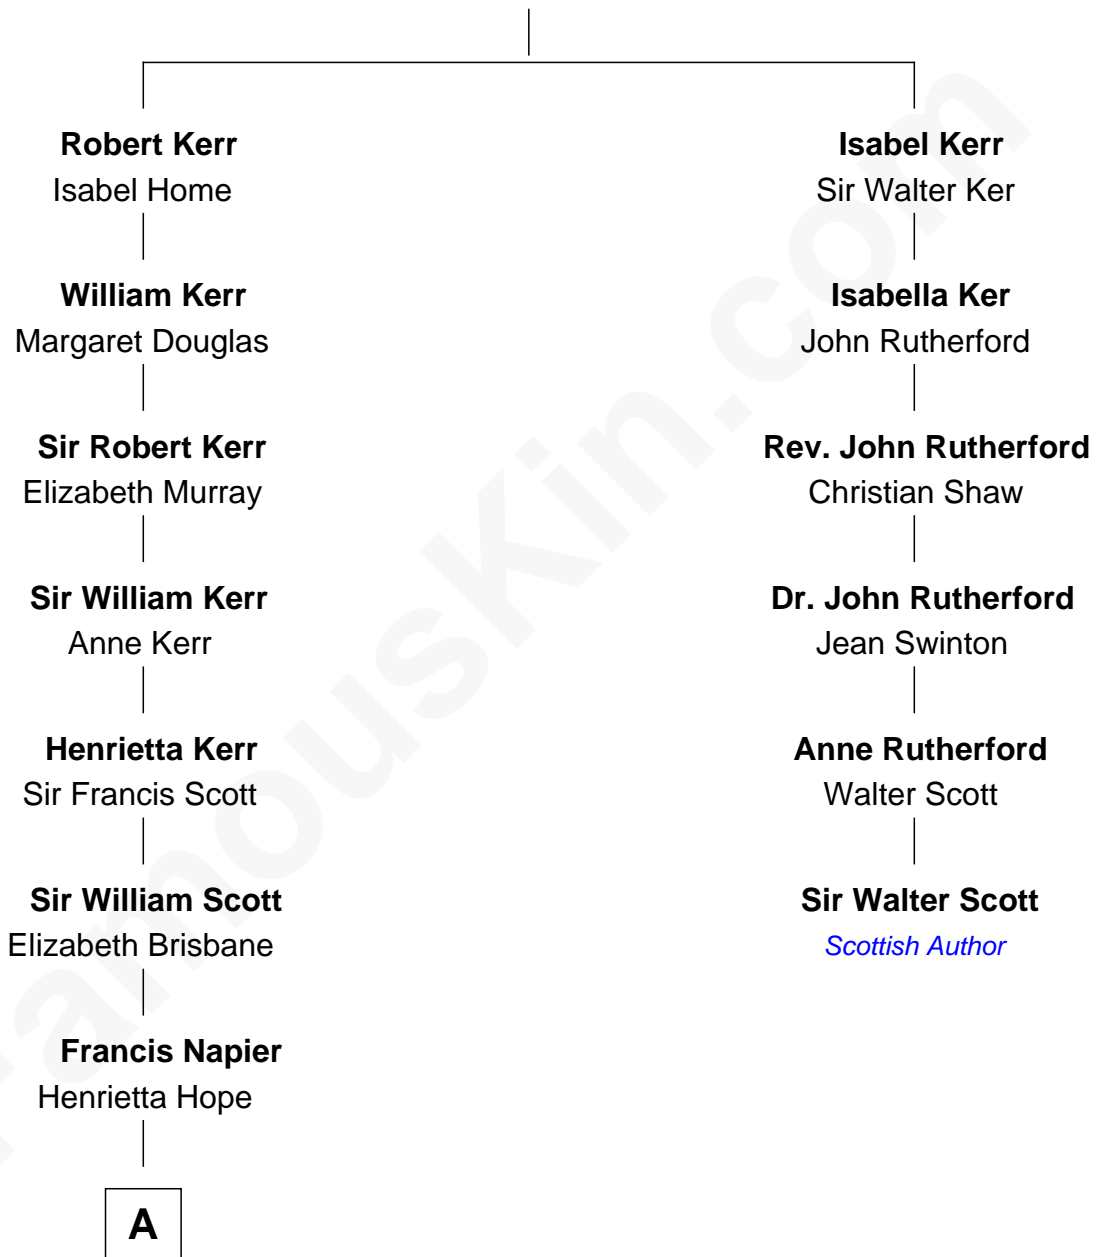 Robert Kerr
Isabel Home
William Kerr
Margaret Douglas
Sir Robert Kerr
Elizabeth Murray
Sir William Kerr
Anne Kerr
Henrietta Kerr
Sir Francis Scott
Sir William Scott
Elizabeth Brisbane
Francis Napier
Henrietta Hope
A
Isabel Kerr
Sir Walter Ker
Isabella Ker
John Rutherford
Rev. John Rutherford
Christian Shaw
Dr. John Rutherford
Jean Swinton
Anne Rutherford
Walter Scott
Sir Walter Scott
Scottish Author
FamousKin.com